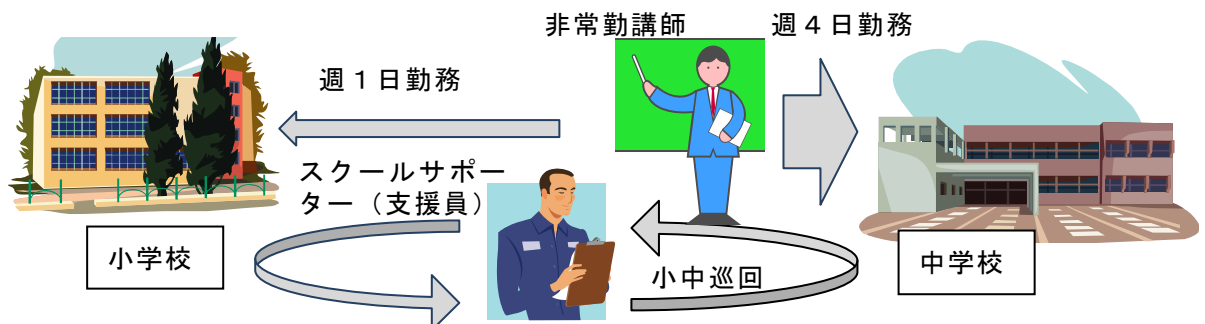 非常勤講師
週４日勤務
週１日勤務
スクールサポー
ター（支援員）
小学校
小中巡回
中学校